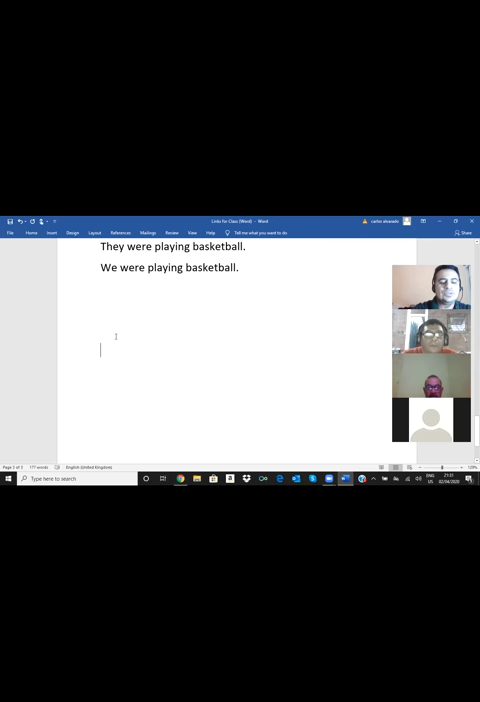 Links for Class (Word) - Word
carlos alvarado
File Home Insert Design Layout References Mailings Review View Help Tell me what you want to do
Share
They were playing basketball.
We were playing basketball.
Page 3 of 3 177 words English (United Kingdom)
128%
Type here to search
ENG
US
21:31
02/04/2020